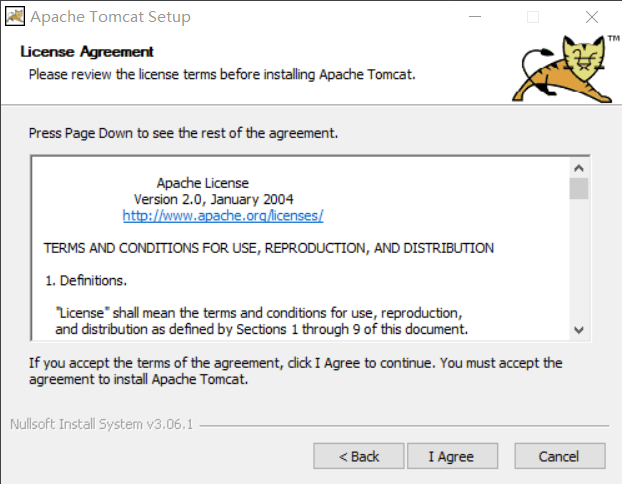 Apache Tomcat Setup
License Agreement
Please review the license terms before installing Apache Tomcat.
TM
Press Page Down to see the rest of the agreement.
Apache License
Version 2.0, January 2004
http://www.apache.org/licenses/
TERMS AND CONDITIONS FOR USE, REPRODUCTION, AND DISTRIBUTION
1. Definitions.
"License" shall mean the terms and conditions for use, reproduction,
and distribution as defined by Sections 1 through 9 of this document.
If you accept the terms of the agreement, click I Agree to continue. You must accept the
agreement to install Apache Tomcat.
Nullsoft Install System v3.06.1
< Back I Agree Cancel